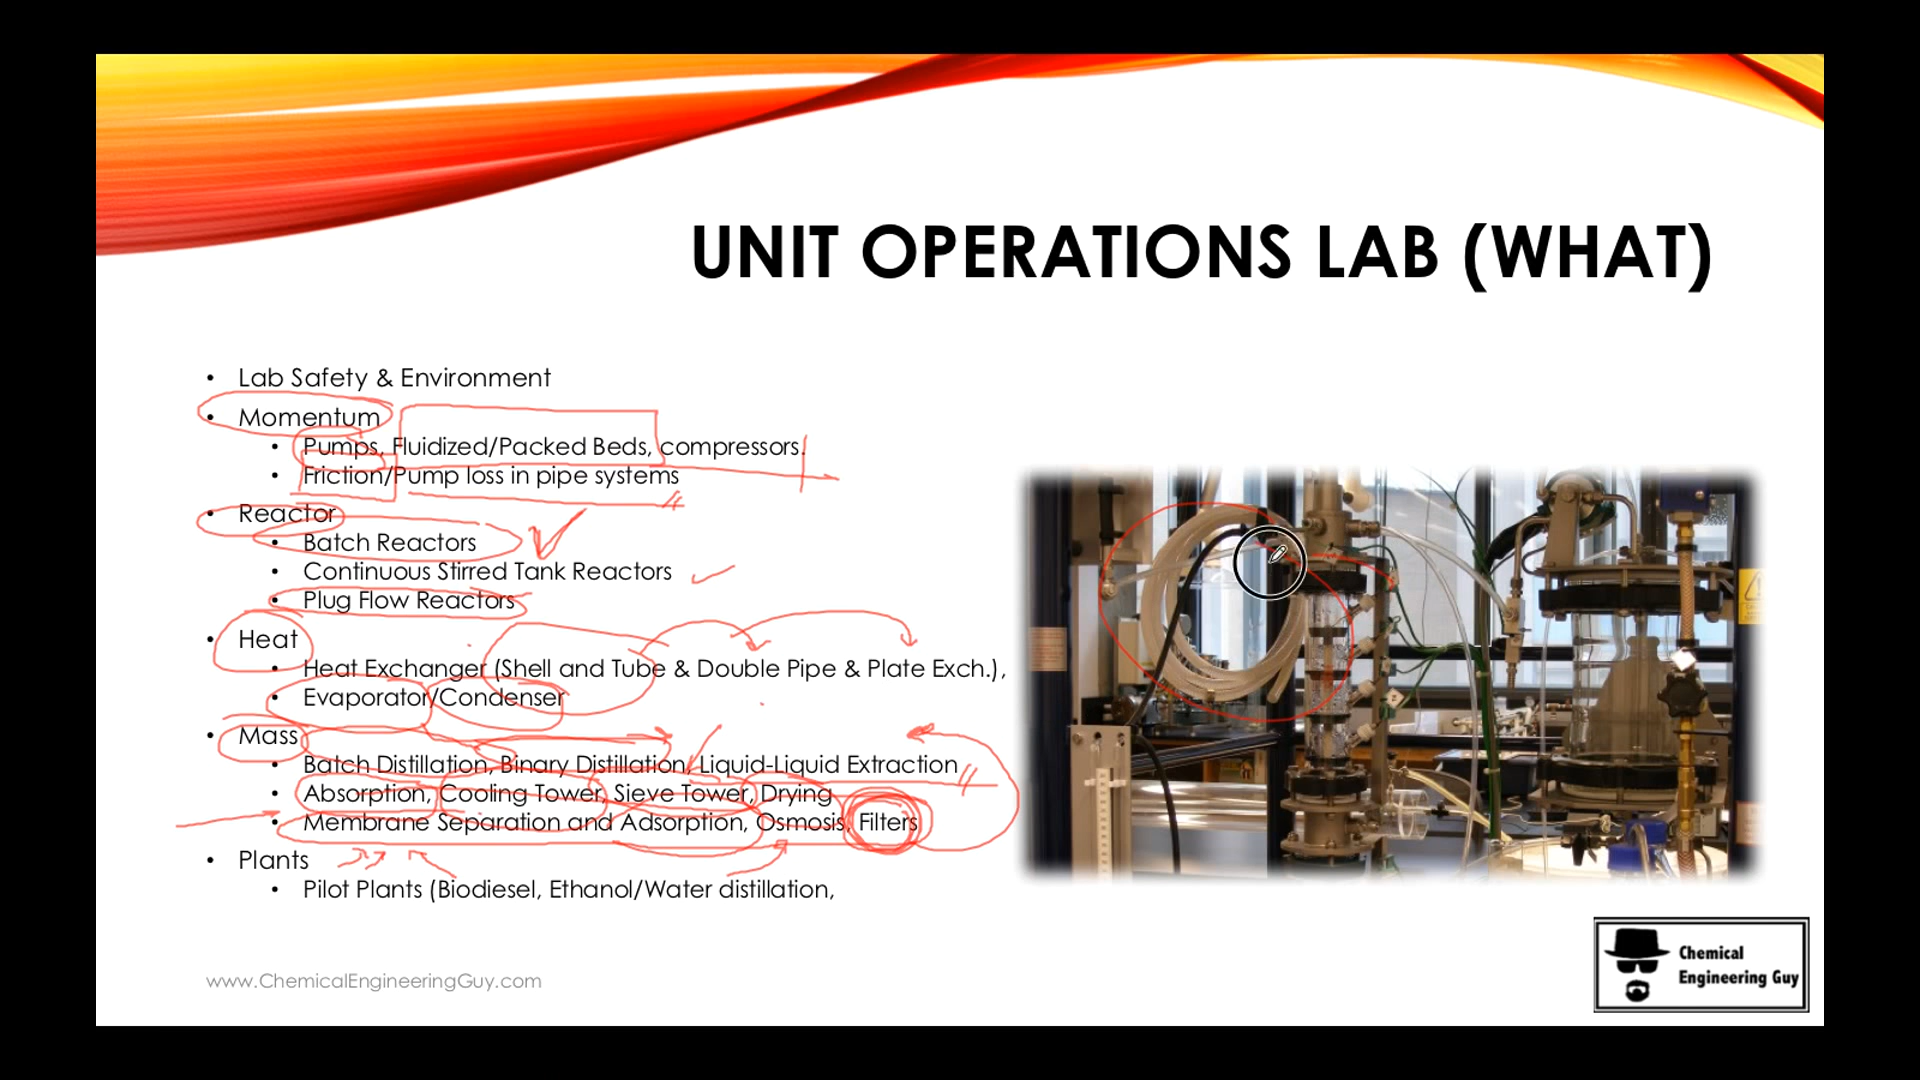 UNIT OPERATIONS LAB (WHAT)
• Lab Safety & Environment
• Momentum
• Pumps, Fluidized/Packed Beds, compressors.
• Friction/Pump loss in pipe systems
• Reactor
• Batch Reactors
• Continuous Stirred Tank Reactors
• Plug Flow Reactors
• Heat
• Heat Exchanger (Shell and Tube & Double Pipe & Plate Exch.),
• Evaporator/Condenser
• Mass
• Batch Distillation, Binary Distillation, Liquid-Liquid Extraction
• Absorption, Cooling Tower, Sieve Tower, Drying
• Membrane Separation and Adsorption, Osmosis, Filters
• Plants
• Pilot Plants (Biodiesel, Ethanol/Water distillation,
www.ChemicalEngineeringGuy.com
Chemical
Engineering Guy